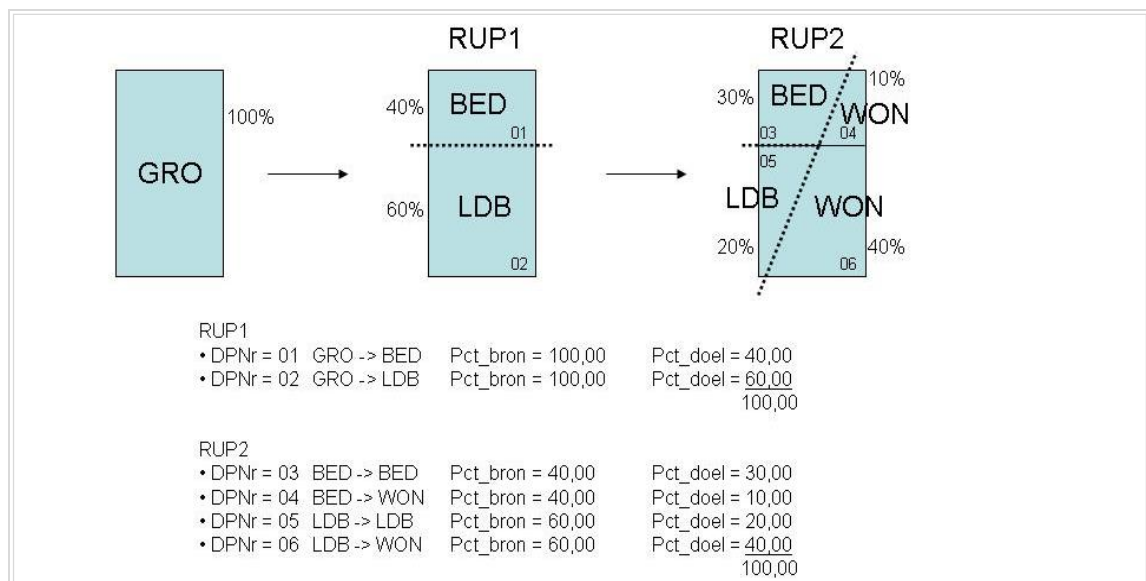 RUP1 RUP2
100%
GRO
40% BED 01
60% LDB
02
30% BED 10%
WON
03 04
05
LDB WON
20% 40%
06
RUP1
• DPNr = 01 GRO -> BED Pct_bron = 100,00 Pct_doel = 40,00
• DPNr = 02 GRO -> LDB Pct_bron = 100,00 Pct_doel = 60,00
100,00
RUP2
• DPNr = 03 BED -> BED Pct_bron = 40,00 Pct_doel = 30,00
• DPNr = 04 BED -> WON Pct_bron = 40,00 Pct_doel = 10,00
• DPNr = 05 LDB -> LDB Pct_bron = 60,00 Pct_doel = 20,00
• DPNr = 06 LDB -> WON Pct_bron = 60,00 Pct_doel = 40,00
100,00